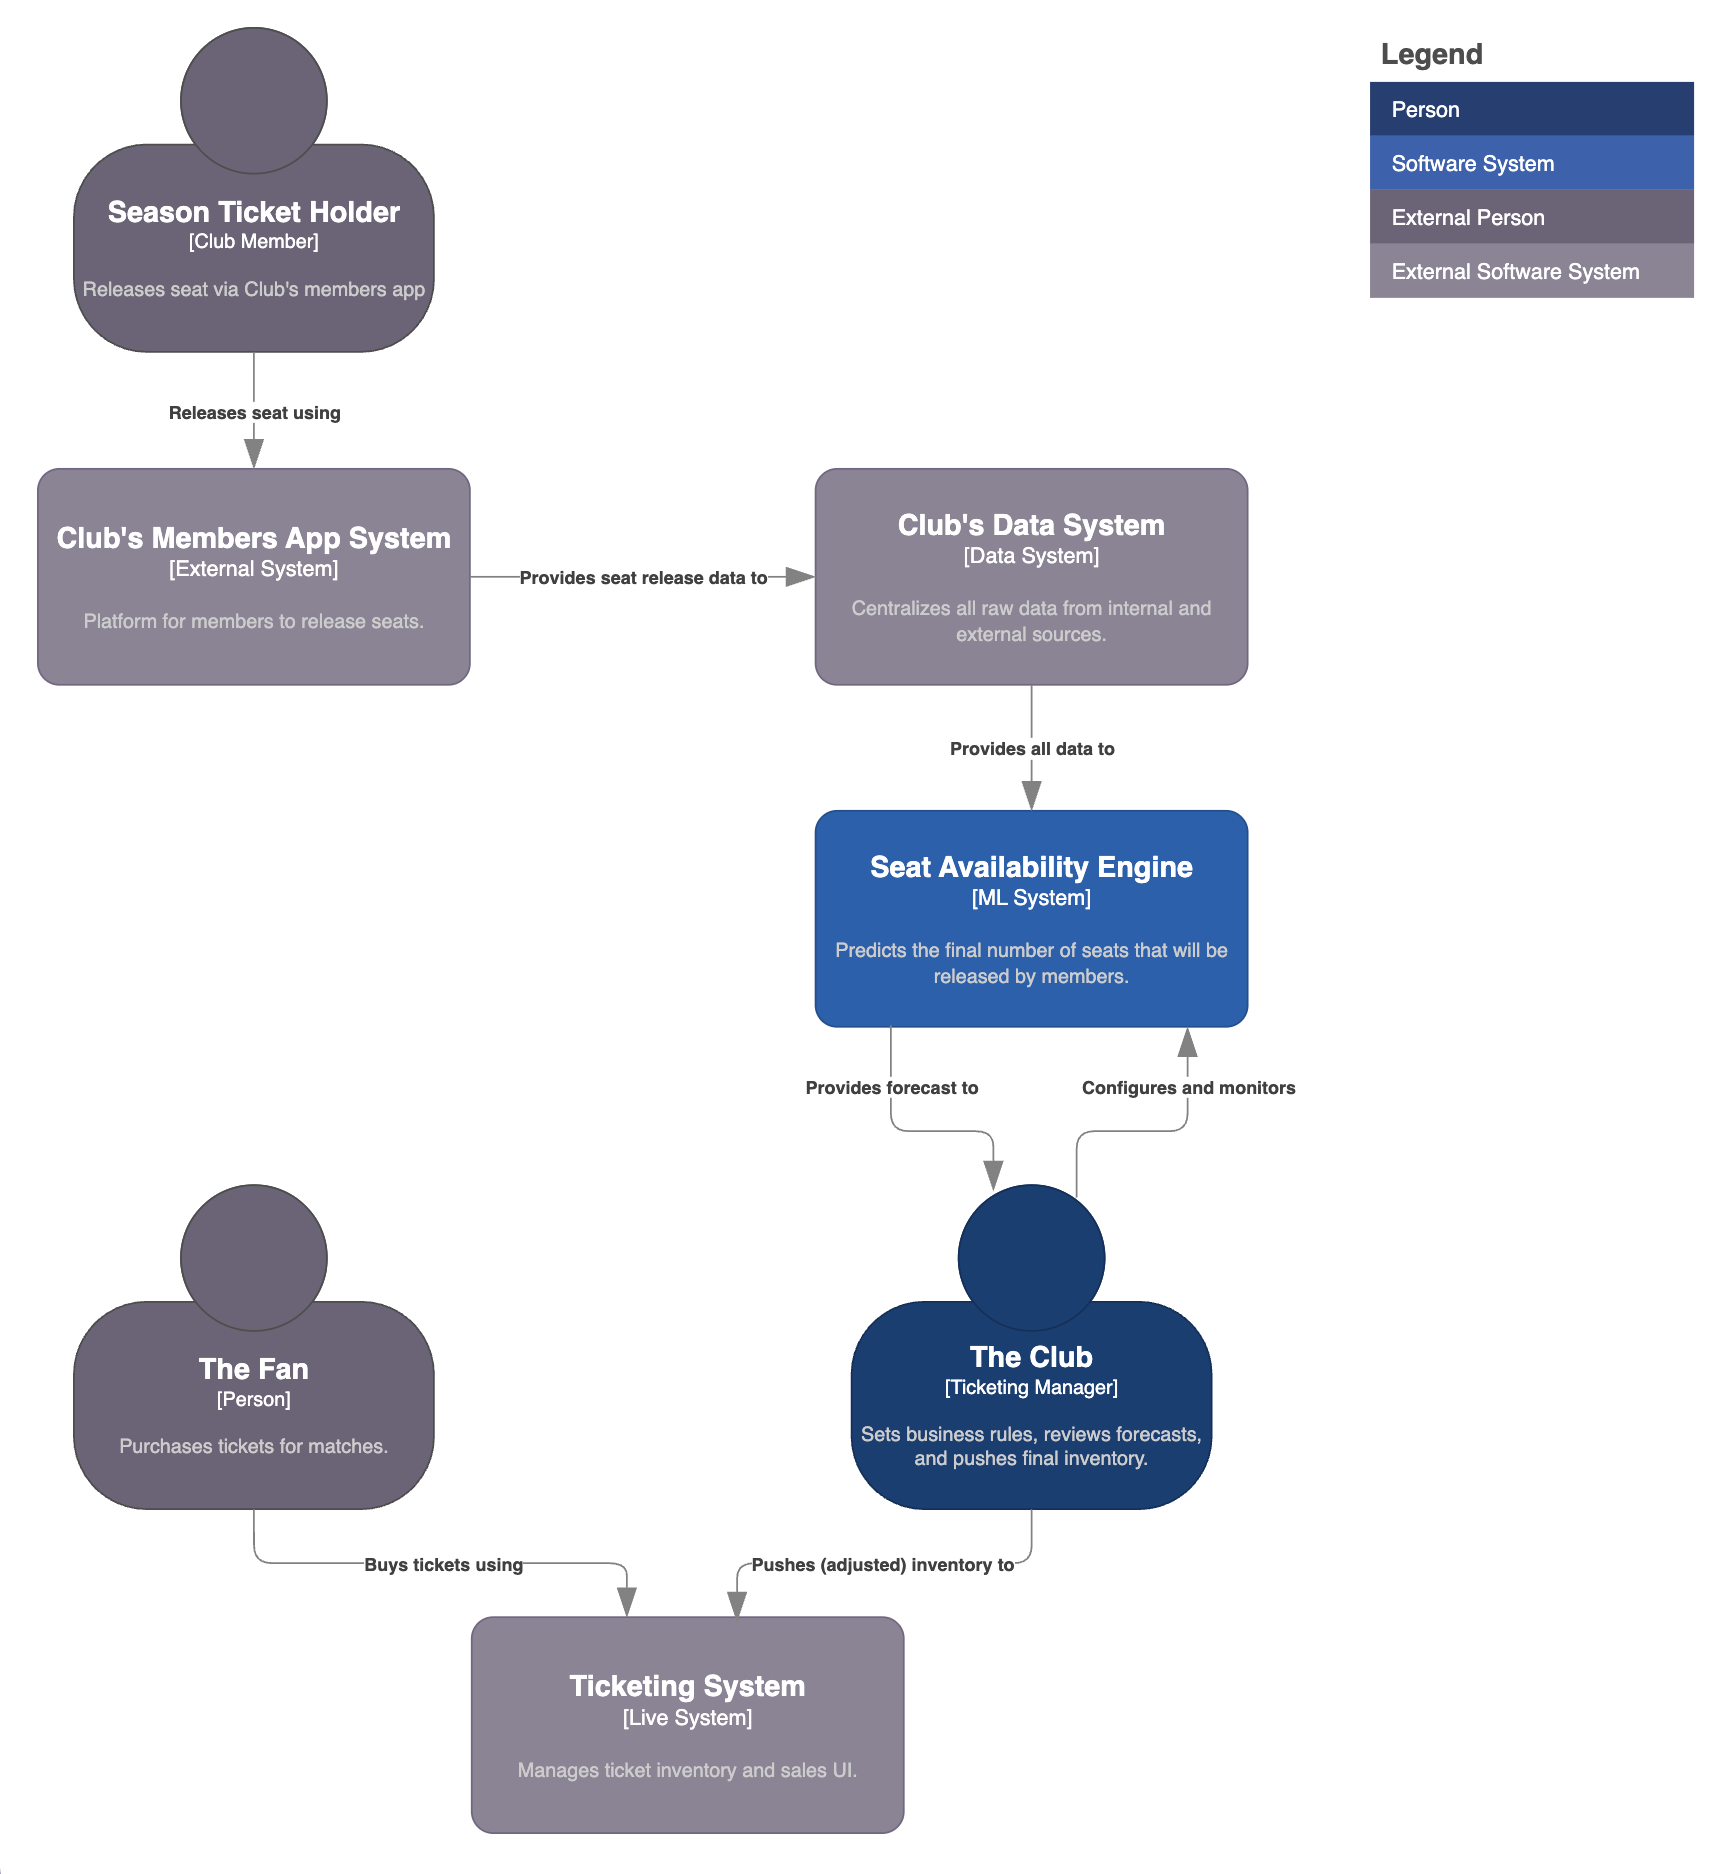 Legend
Person
Software System
External Person
External Software System
Season Ticket Holder
[Club Member]
Releases seat via Club's members app
Releases seat using
Club's Members App System
[External System]
Platform for members to release seats.
Provides seat release data to
Club's Data System
[Data System]
Centralizes all raw data from internal and
external sources.
Provides all data to
Seat Availability Engine
[ML System]
Predicts the final number of seats that will be
released by members.
Provides forecast to
Configures and monitors
The Fan
[Person]
Purchases tickets for matches.
The Club
[Ticketing Manager]
Sets business rules, reviews forecasts,
and pushes final inventory.
Buys tickets using
Pushes (adjusted) inventory to
Ticketing System
[Live System]
Manages ticket inventory and sales UI.